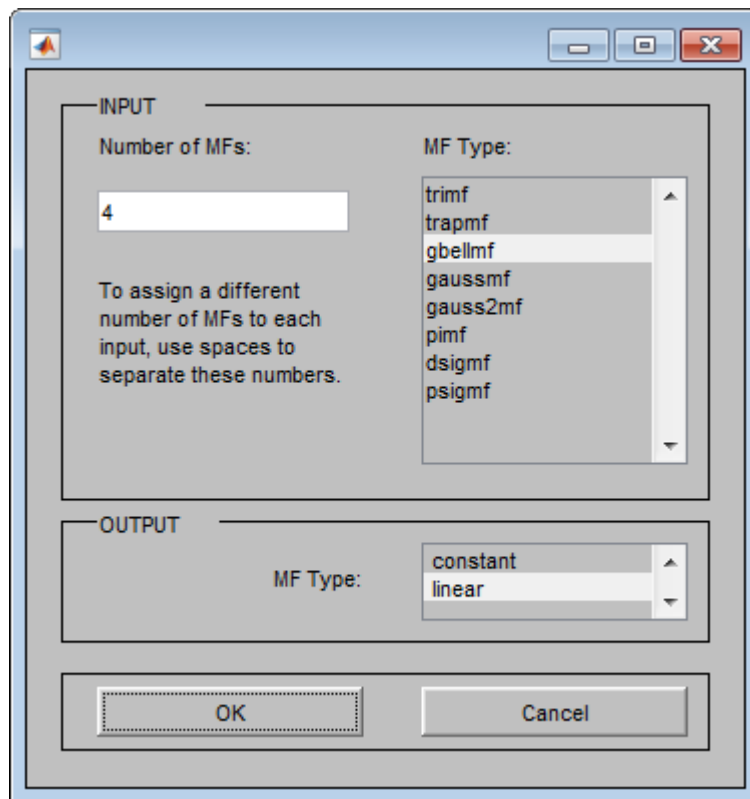 INPUT
Number of MFs:
4
To assign a different
number of MFs to each
input, use spaces to
separate these numbers.
MF Type:
trimf
trapmf
gbellmf
gaussmf
gauss2mf
pimf
dsigmf
psigmf
OUTPUT
MF Type:
constant
linear
OK
Cancel